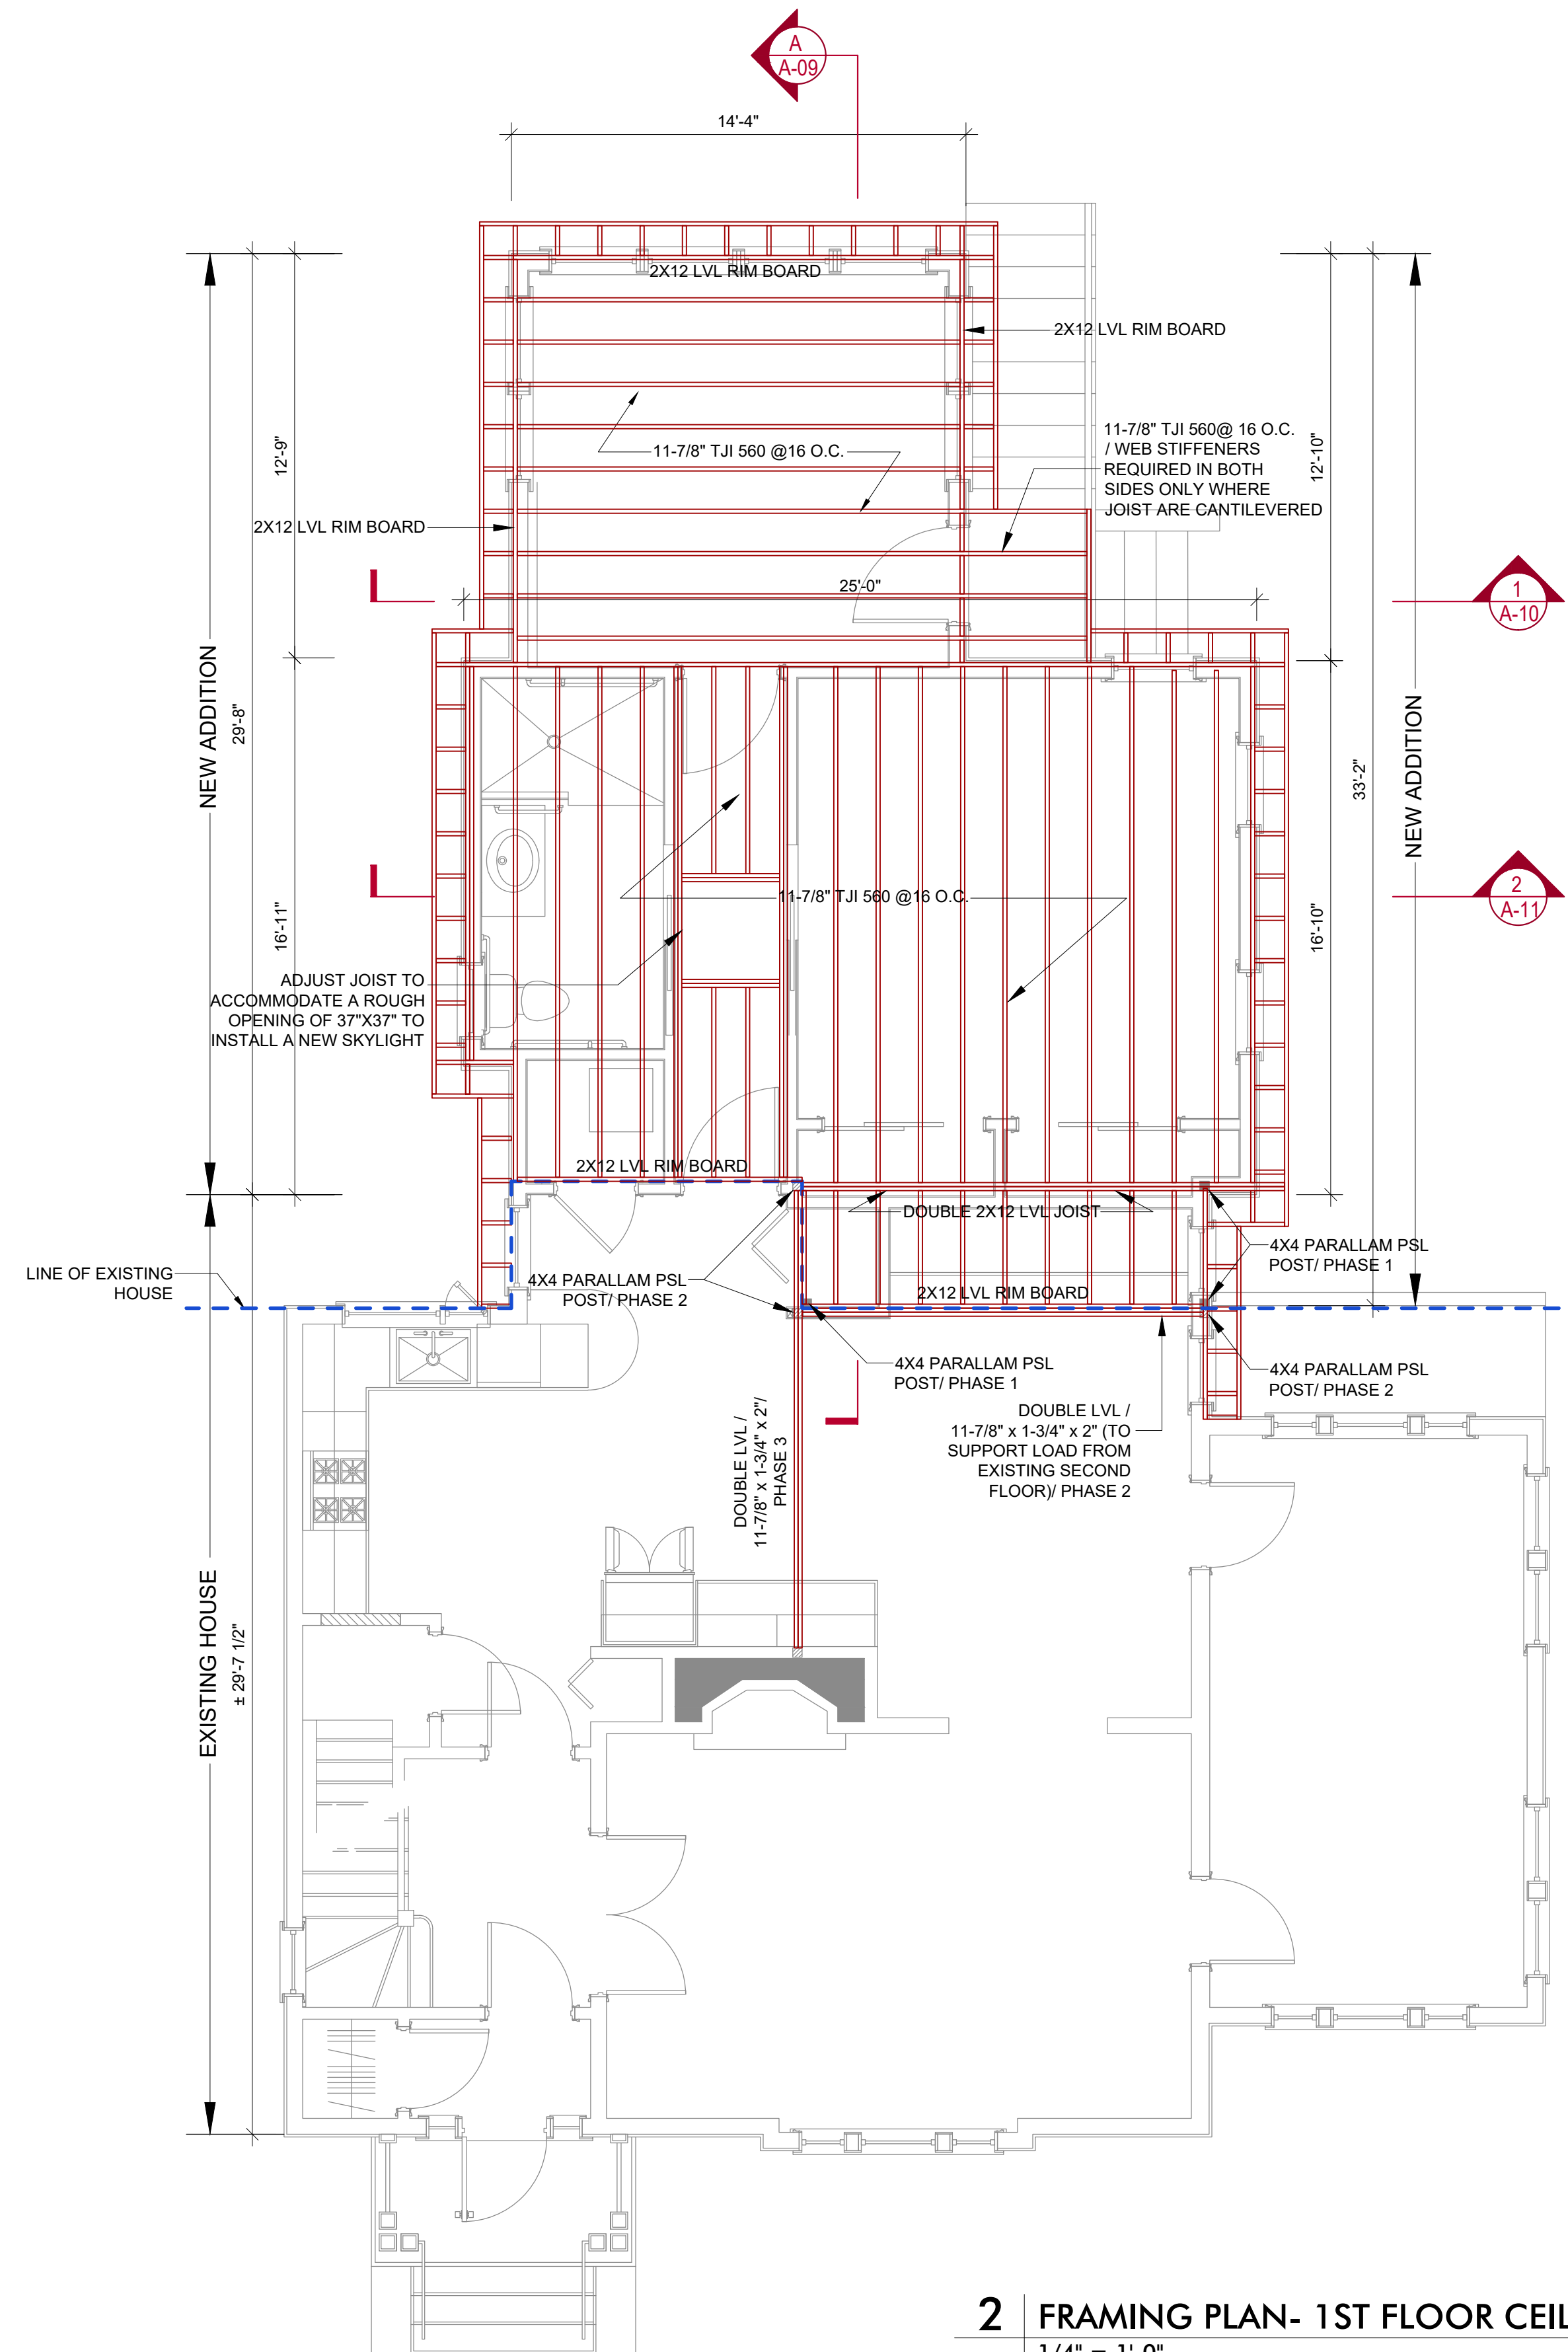 A
A-09
14'-4"
2X12 LVL RIM BOARD
2X12 LVL RIM BOARD
11-7/8" TJI 560 @16 O.C.
11-7/8" TJI 560@ 16 O.C.
/ WEB STIFFENERS
REQUIRED IN BOTH
SIDES ONLY WHERE
JOIST ARE CANTILEVERED
12'-9"
12'-10"
2X12 LVL RIM BOARD
25'-0"
1
A-10
NEW ADDITION
29'-8"
NEW ADDITION
33'-2"
11-7/8" TJI 560 @16 O.C.
2
A-11
16'-11"
16'-10"
ADJUST JOIST TO
ACCOMMODATE A ROUGH
OPENING OF 37"X37" TO
INSTALL A NEW SKYLIGHT
2X12 LVL RIM BOARD
DOUBLE 2X12 LVL JOIST
4X4 PARALLAM PSL
POST/ PHASE 1
LINE OF EXISTING
HOUSE
4X4 PARALLAM PSL
POST/ PHASE 2
2X12 LVL RIM BOARD
4X4 PARALLAM PSL
POST/ PHASE 1
4X4 PARALLAM PSL
POST/ PHASE 2
DOUBLE LVL /
11-7/8" x 1-3/4" x 2"/
PHASE 3
DOUBLE LVL /
11-7/8" x 1-3/4" x 2" (TO
SUPPORT LOAD FROM
EXISTING SECOND
FLOOR)/ PHASE 2
EXISTING HOUSE
± 29'-7 1/2"
2
FRAMING PLAN- 1ST FLOOR CEIL
1/4" = 1'-0"